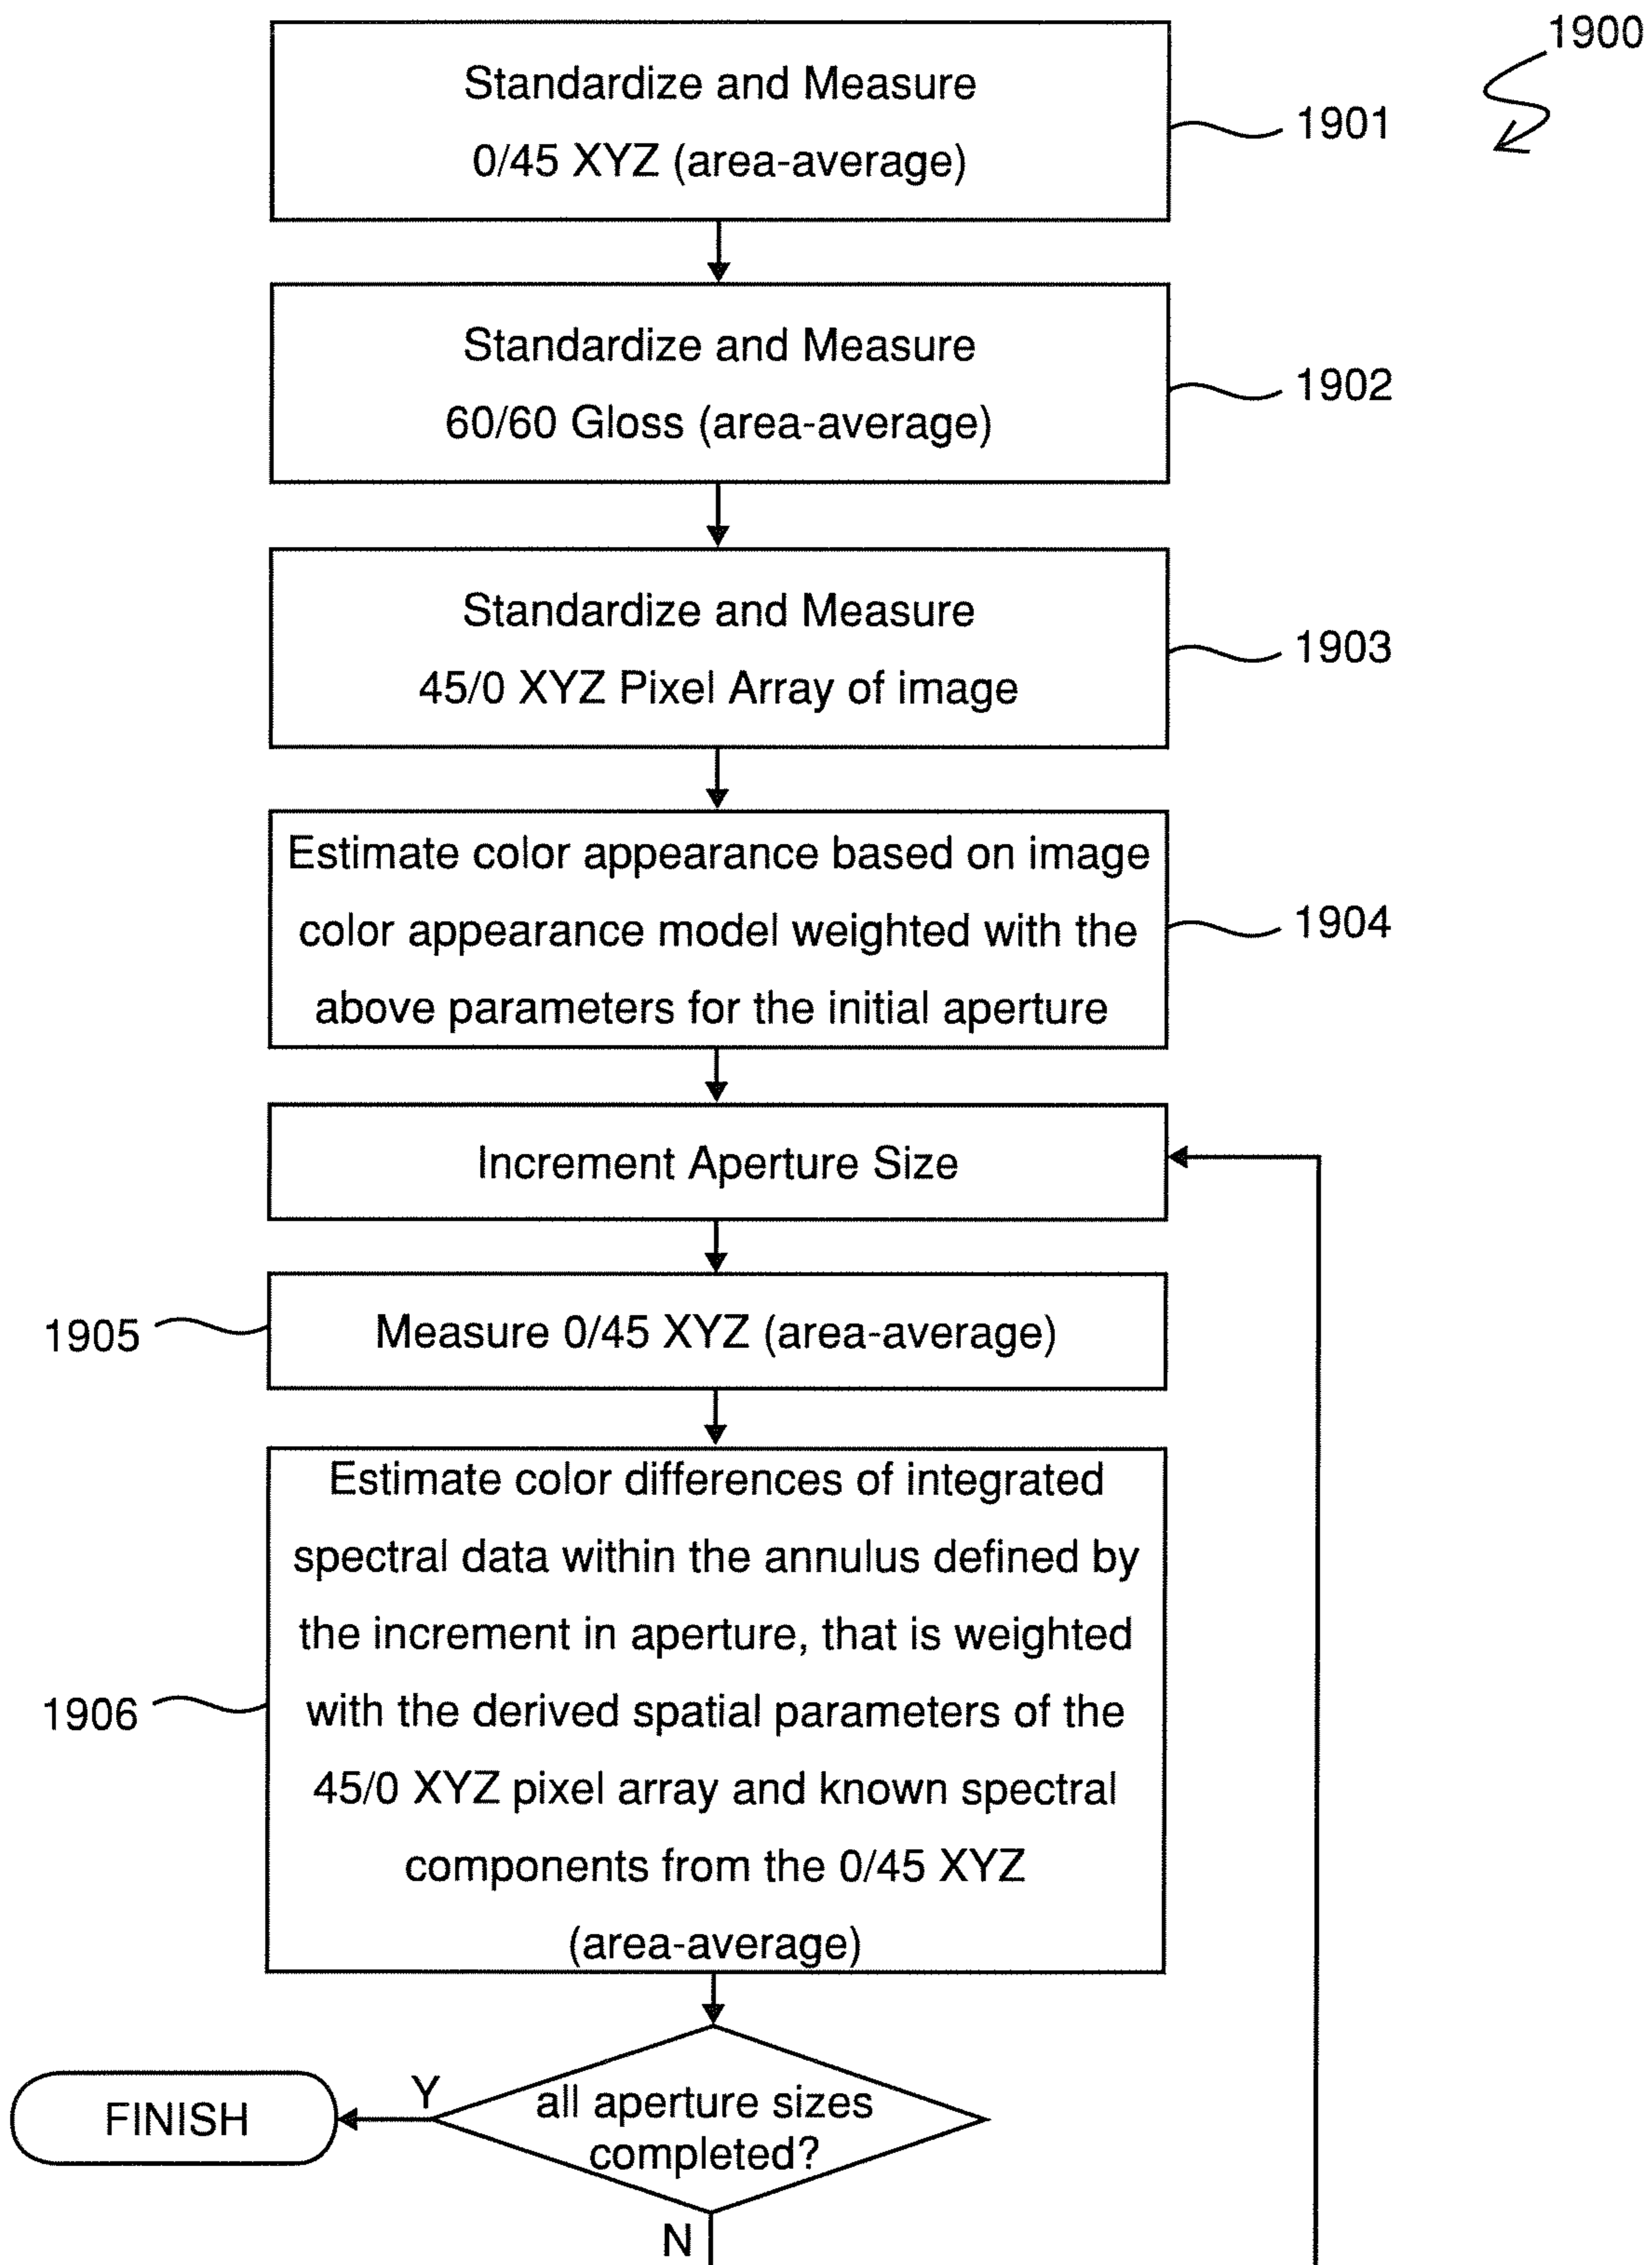 1900
Standardize and Measure
0/45 XYZ (area-average)
1901
Standardize and Measure
60/60 Gloss (area-average)
1902
Standardize and Measure
45/0 XYZ Pixel Array of image
1903
Estimate color appearance based on image
color appearance model weighted with the
above parameters for the initial aperture
1904
Increment Aperture Size
1905
Measure 0/45 XYZ (area-average)
Estimate color differences of integrated
spectral data within the annulus defined by
the increment in aperture, that is weighted
with the derived spatial parameters of the
45/0 XYZ pixel array and known spectral
components from the 0/45 XYZ
(area-average)
1906
all aperture sizes
completed?
Y
FINISH
N